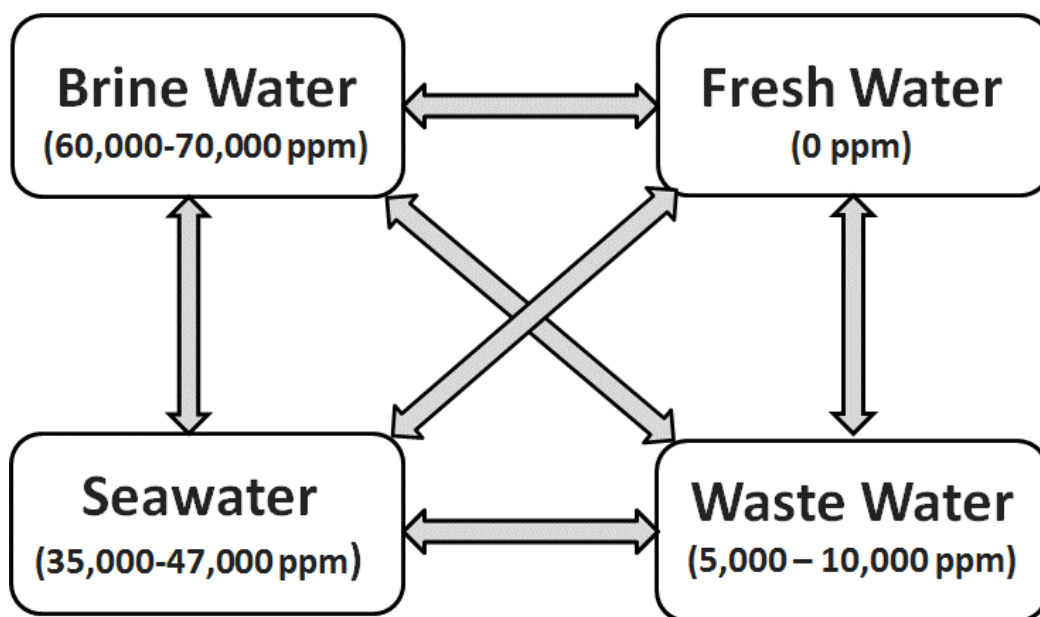 Brine Water
(60,000-70,000 ppm)
Fresh Water
(0 ppm)
Seawater
(35,000-47,000 ppm)
Waste Water
(5,000 – 10,000 ppm)